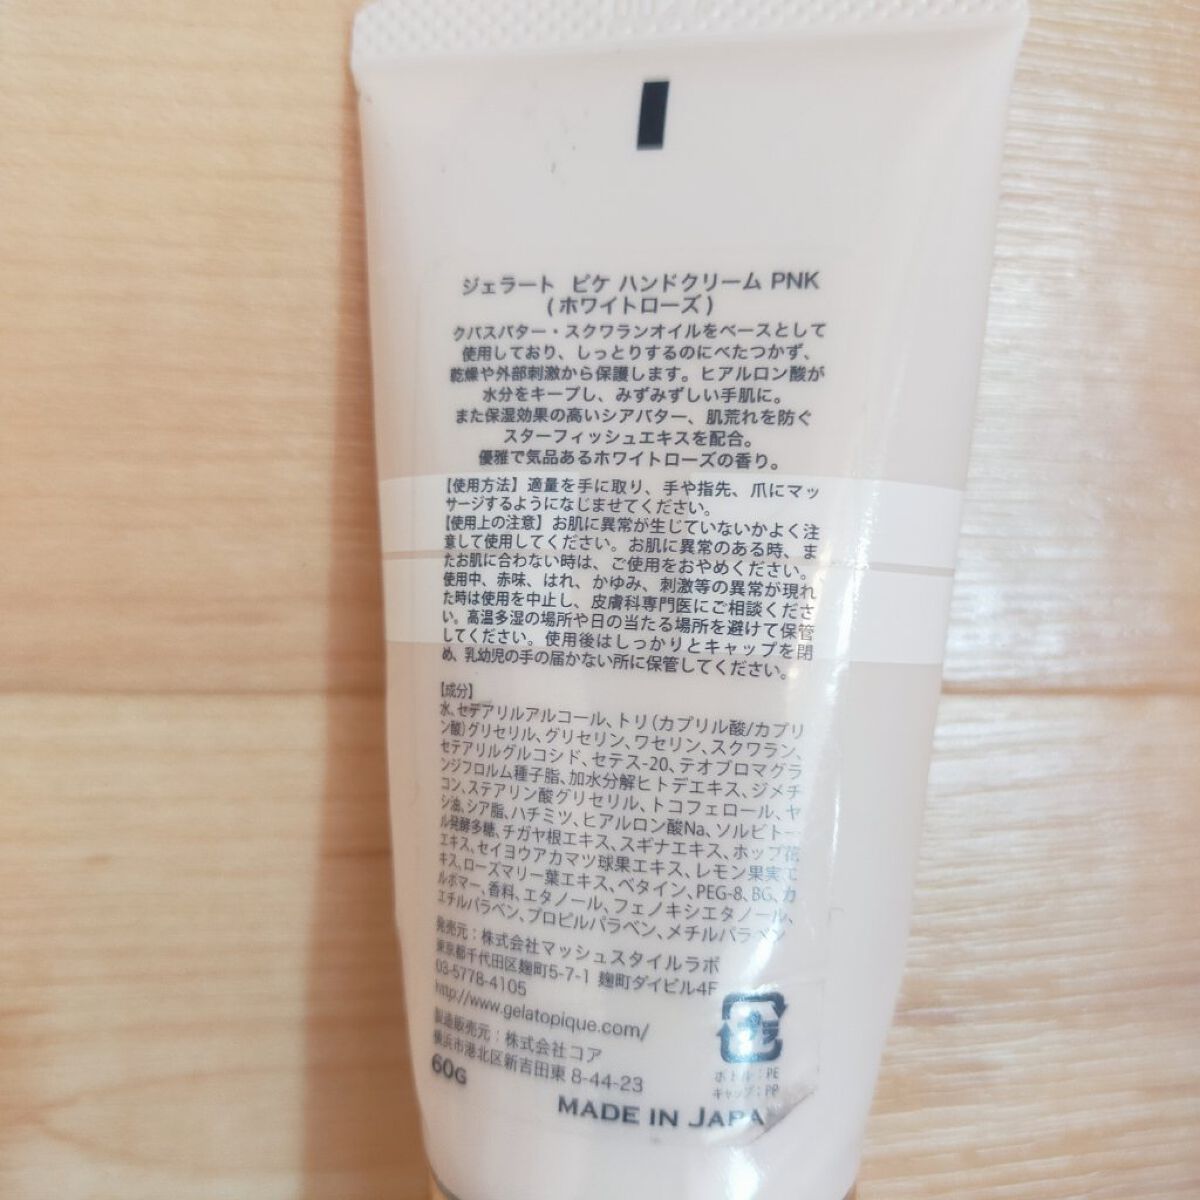 ジェラート ピケ ハンドクリーム PNK
(ホワイトローズ)
クパスバター・スクワランオイルをベースとして
使用しており、しっとりするのにべたつかず、
乾燥や外部刺激から保護します。ヒアルロン酸が
水分をキープし、みずみずしい手肌に。
また保湿効果の高いシアバター、肌荒れを防ぐ
スターフィッシュエキスを配合。
優雅で気品あるホワイトローズの香り。
【使用方法】適量を手に取り、手や指先、爪にマッ
サージするようになじませてください。
【使用上の注意】お肌に異常が生じていないかよく注
意して使用してください。お肌に異常のある時、ま
たお肌に合わない時は、ご使用をおやめください。
使用中、赤味、はれ、かゆみ、刺激等の異常が現れ
た時は使用を中止し、皮膚科専門医にご相談くださ
い。高温多湿の場所や日の当たる場所を避けて保管
してください。使用後はしっかりとキャップを閉
め、乳幼児の手の届かない所に保管してください。
【成分】
水、セテアリルアルコール、トリ(カプリル酸/カプリ
ン酸)グリセリル、グリセリン、ワセリン、スクワラン、
セテアリルグルコシド、セテス-20、テオブロマグラ
ンジフロルム種子脂、加水分解ヒトデエキス、ジメチ
コン、ステアリン酸グリセリル、トコフェロール、ヤ
シ油、シア脂、ハチミツ、ヒアルロン酸Na、ソルビトー
ル発酵多糖、チガヤ根エキス、スギナエキス、ホップ花
エキス、セイヨウアカマツ球果エキス、レモン果実エ
キス、ローズマリー葉エキス、ベタイン、PEG-8、BG、カ
ルボマー、香料、エタノール、フェノキシエタノール、
エチルパラベン、プロピルパラベン、メチルパラベン
発売元：株式会社マッシュスタイルラボ
東京都千代田区麹町5-7-1 麹町ダイビル4F
03-5778-4105
http://www.gelatopique.com/
製造販売元：株式会社コア
横浜市港北区新吉田東 8-44-23
60G
プラ
ボトル：PE
キャップ：PP
MADE IN JAPA